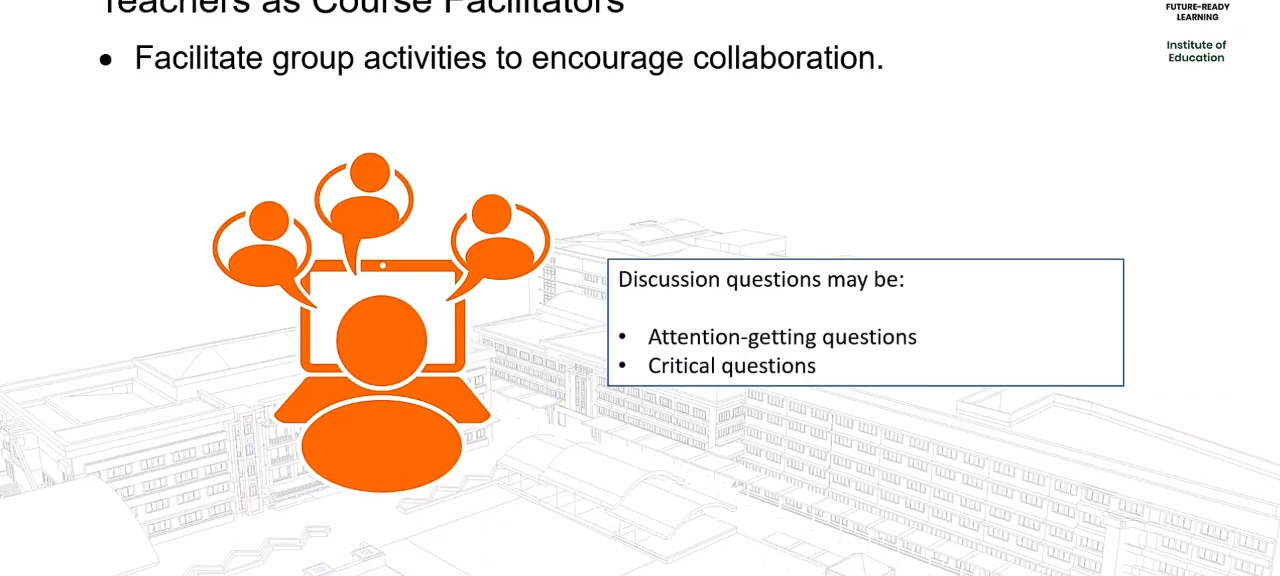 Teachers as Course Facilitators
• Facilitate group activities to encourage collaboration.
FUTURE-READY
LEARNING
Institute of
Education
Discussion questions may be:
• Attention-getting questions
• Critical questions